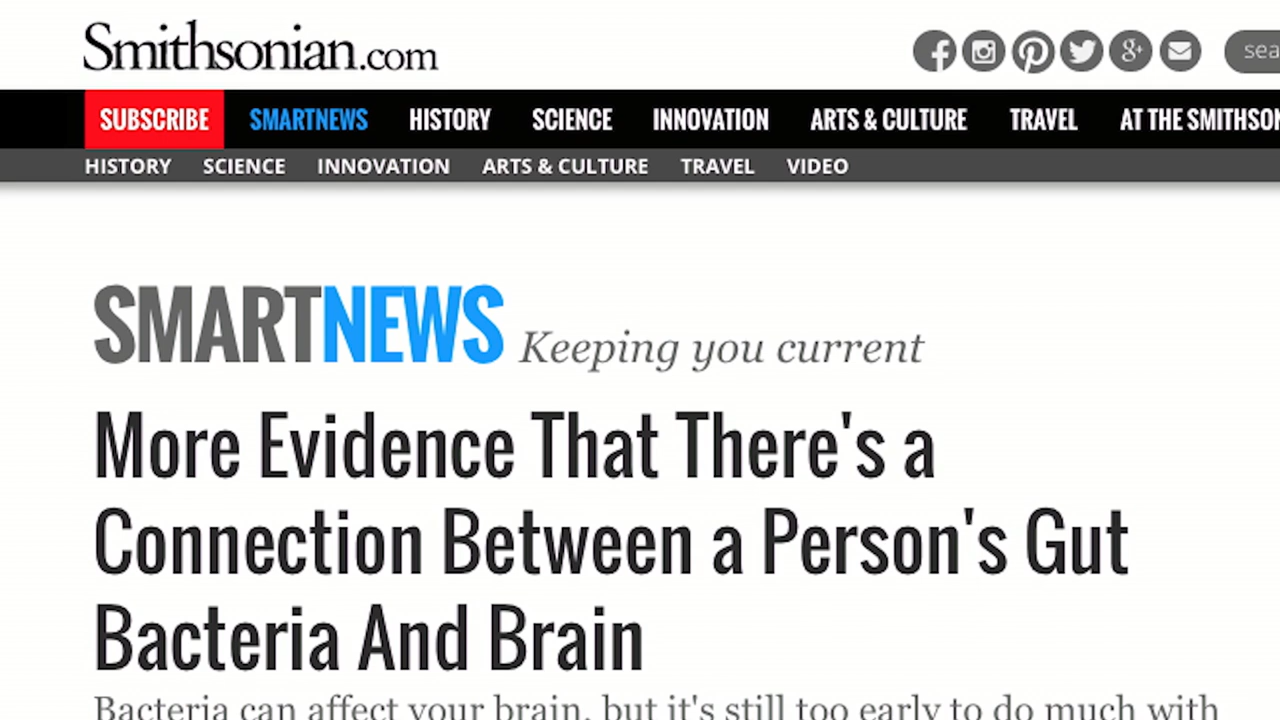 Smithsonian.com
sea
SUBSCRIBE SMARTNEWS HISTORY SCIENCE INNOVATION ARTS & CULTURE TRAVEL AT THE SMITHSON
HISTORY SCIENCE INNOVATION ARTS & CULTURE TRAVEL VIDEO
SMARTNEWS Keeping you current
More Evidence That There's a
Connection Between a Person's Gut
Bacteria And Brain
Bacteria can affect your brain, but it's still too early to do much with